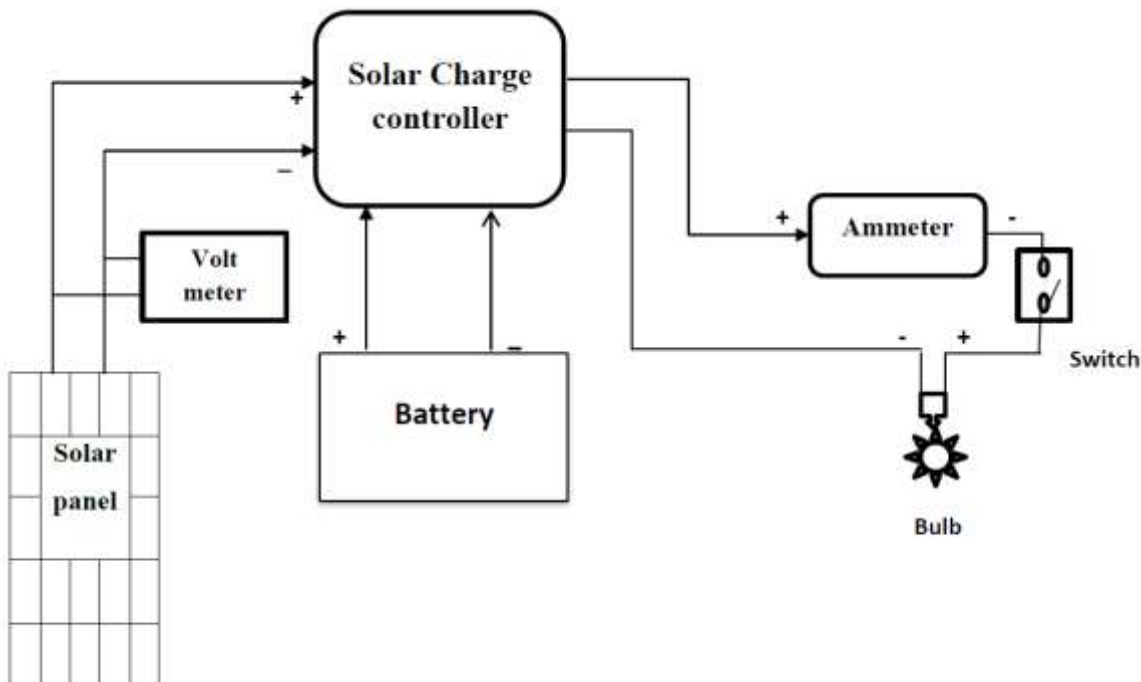 Solar Charge
controller
+
–
Volt
meter
+
–
Battery
Solar
panel
+
Ammeter
-
-
+
Switch
Bulb